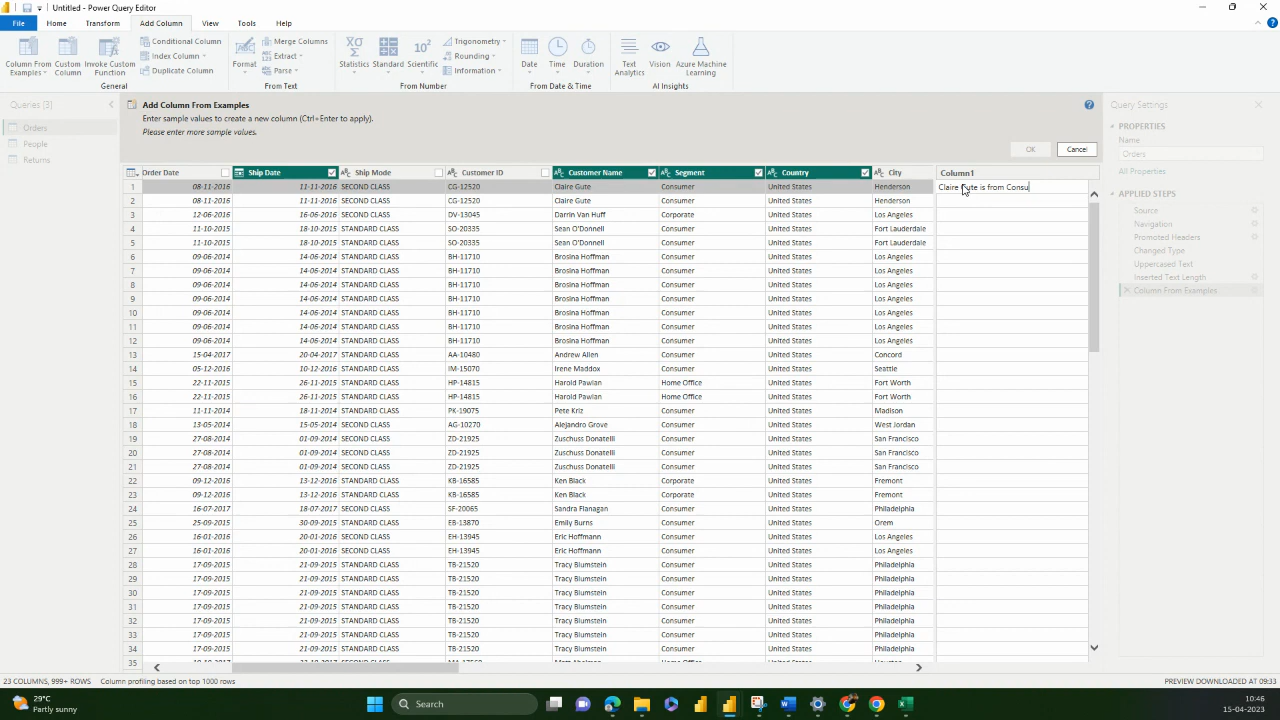 Untitled - Power Query Editor
File Home Transform Add Column View Tools Help
Column From Examples
Custom Column
Invoke Custom Function
Conditional Column
Index Column
Duplicate Column
General
Format
Merge Columns
Extract
Parse
From Text
Statistics
Standard
Scientific
10²
Trigonometry
Rounding
Information
From Number
Date
Time
Duration
From Date & Time
Text Analytics
Vision
Azure Machine Learning
AI Insights
Queries [3]
Orders
People
Returns
Add Column From Examples
Enter sample values to create a new column (Ctrl+Enter to apply).
Please enter more sample values.
OK Cancel
Order Date Ship Date Ship Mode Customer ID Customer Name Segment Country City Column1
1 08-11-2016 11-11-2016 SECOND CLASS CG-12520 Claire Gute Consumer United States Henderson Claire Gute is from Consu
2 08-11-2016 11-11-2016 SECOND CLASS CG-12520 Claire Gute Consumer United States Henderson
3 12-06-2016 16-06-2016 SECOND CLASS DV-13045 Darrin Van Huff Corporate United States Los Angeles
4 11-10-2015 18-10-2015 STANDARD CLASS SO-20335 Sean O'Donnell Consumer United States Fort Lauderdale
5 11-10-2015 18-10-2015 STANDARD CLASS SO-20335 Sean O'Donnell Consumer United States Fort Lauderdale
6 09-06-2014 14-06-2014 STANDARD CLASS BH-11710 Brosina Hoffman Consumer United States Los Angeles
7 09-06-2014 14-06-2014 STANDARD CLASS BH-11710 Brosina Hoffman Consumer United States Los Angeles
8 09-06-2014 14-06-2014 STANDARD CLASS BH-11710 Brosina Hoffman Consumer United States Los Angeles
9 09-06-2014 14-06-2014 STANDARD CLASS BH-11710 Brosina Hoffman Consumer United States Los Angeles
10 09-06-2014 14-06-2014 STANDARD CLASS BH-11710 Brosina Hoffman Consumer United States Los Angeles
11 09-06-2014 14-06-2014 STANDARD CLASS BH-11710 Brosina Hoffman Consumer United States Los Angeles
12 09-06-2014 14-06-2014 STANDARD CLASS BH-11710 Brosina Hoffman Consumer United States Los Angeles
13 15-04-2017 20-04-2017 STANDARD CLASS AA-10480 Andrew Allen Consumer United States Concord
14 05-12-2016 10-12-2016 STANDARD CLASS IM-15070 Irene Maddox Consumer United States Seattle
15 22-11-2015 26-11-2015 STANDARD CLASS HP-14815 Harold Pawlan Home Office United States Fort Worth
16 22-11-2015 26-11-2015 STANDARD CLASS HP-14815 Harold Pawlan Home Office United States Fort Worth
17 11-11-2014 18-11-2014 STANDARD CLASS PK-19075 Pete Kriz Consumer United States Madison
18 13-05-2014 15-05-2014 SECOND CLASS AG-10270 Alejandro Grove Consumer United States West Jordan
19 27-08-2014 01-09-2014 SECOND CLASS ZD-21925 Zuschuss Donatelli Consumer United States San Francisco
20 27-08-2014 01-09-2014 SECOND CLASS ZD-21925 Zuschuss Donatelli Consumer United States San Francisco
21 27-08-2014 01-09-2014 SECOND CLASS ZD-21925 Zuschuss Donatelli Consumer United States San Francisco
22 09-12-2016 13-12-2016 STANDARD CLASS KB-16585 Ken Black Corporate United States Fremont
23 09-12-2016 13-12-2016 STANDARD CLASS KB-16585 Ken Black Corporate United States Fremont
24 16-07-2017 18-07-2017 SECOND CLASS SF-20065 Sandra Flanagan Consumer United States Philadelphia
25 25-09-2015 30-09-2015 STANDARD CLASS EB-13870 Emily Burns Consumer United States Orem
26 16-01-2016 20-01-2016 SECOND CLASS EH-13945 Eric Hoffmann Consumer United States Los Angeles
27 16-01-2016 20-01-2016 SECOND CLASS EH-13945 Eric Hoffmann Consumer United States Los Angeles
28 17-09-2015 21-09-2015 STANDARD CLASS TB-21520 Tracy Blumstein Consumer United States Philadelphia
29 17-09-2015 21-09-2015 STANDARD CLASS TB-21520 Tracy Blumstein Consumer United States Philadelphia
30 17-09-2015 21-09-2015 STANDARD CLASS TB-21520 Tracy Blumstein Consumer United States Philadelphia
31 17-09-2015 21-09-2015 STANDARD CLASS TB-21520 Tracy Blumstein Consumer United States Philadelphia
32 17-09-2015 21-09-2015 STANDARD CLASS TB-21520 Tracy Blumstein Consumer United States Philadelphia
33 17-09-2015 21-09-2015 STANDARD CLASS TB-21520 Tracy Blumstein Consumer United States Philadelphia
34 17-09-2015 21-09-2015 STANDARD CLASS TB-21520 Tracy Blumstein Consumer United States Philadelphia
35
Query Settings
PROPERTIES
Name
Orders
All Properties
APPLIED STEPS
Source
Navigation
Promoted Headers
Changed Type
Uppercased Text
Inserted Text Length
Column From Examples
23 COLUMNS, 999+ ROWS Column profiling based on top 1000 rows PREVIEW DOWNLOADED AT 09:33
29°C
Partly sunny
Search
10:46
15-04-2023